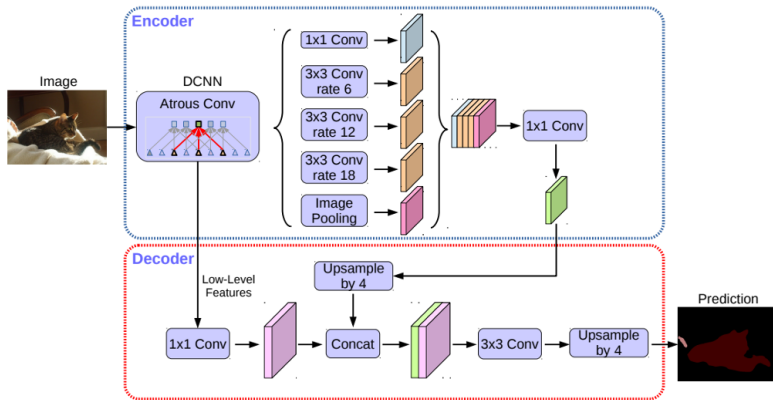 Encoder
Image
DCNN
Atrous Conv
1x1 Conv
3x3 Conv
rate 6
3x3 Conv
rate 12
3x3 Conv
rate 18
Image
Pooling
1x1 Conv
Decoder
Low-Level
Features
Upsample
by 4
1x1 Conv
Concat
3x3 Conv
Upsample
by 4
Prediction